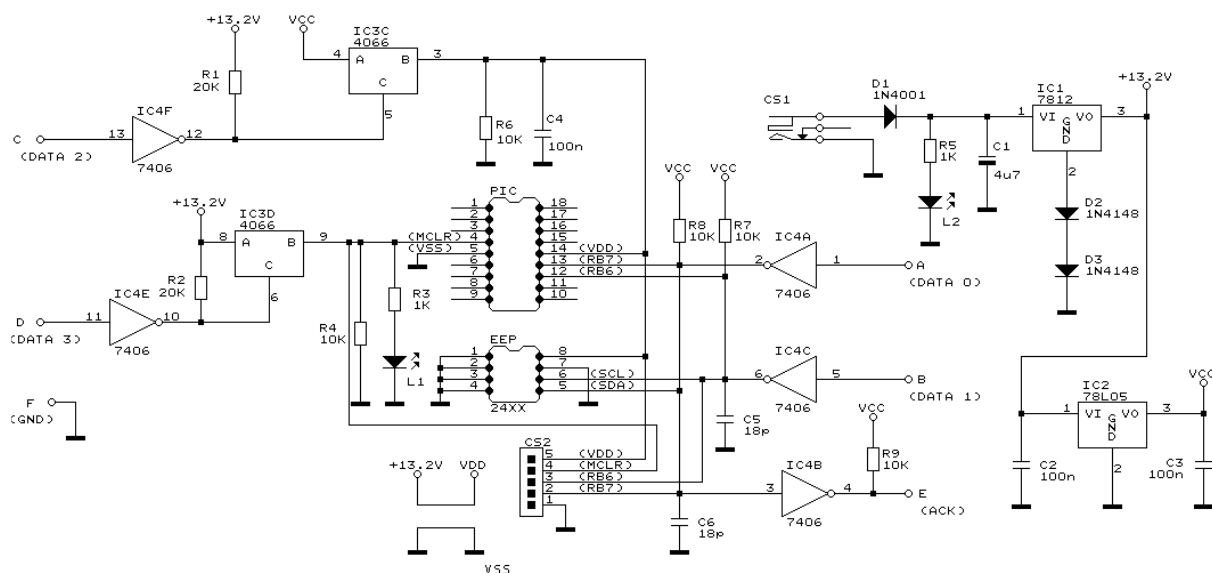 +13.2V
VCC
IC3C
4066
4 A B 3
C
5
R1
20K
IC4F
C
(DATA 2)
13
12
7406
R6
10K
C4
100n
CS1
D1
1N4001
IC1
7812
+13.2V
1 VI VO 3
GND
2
R5
1K
C1
4u7
L2
D2
1N4148
D3
1N4148
+13.2V
IC3D
4066
8 A B 9
C
6
R2
20K
IC4E
D
(DATA 3)
11
10
7406
F
(GND)
R4
10K
R3
1K
L1
PIC
1 18
2 17
3 16
(MCLR) 4 15
(VSS) 5 14 (VDD)
6 13 (RB7)
7 12 (RB6)
8 11
9 10
VCC
VCC
R8
10K
R7
10K
IC4A
2
1
7406
A
(DATA 0)
EEP
1 8
2 7
3 6 (SCL)
4 5 (SDA)
24XX
IC4C
6
5
7406
B
(DATA 1)
C5
18p
VCC
R9
10K
CS2
5 (VDD)
4 (MCLR)
3 (RB6)
2 (RB7)
1
IC4B
3
4
7406
E
(ACK)
C6
18p
+13.2V
VDD
VSS
IC2
78L05
1 VI VO 3
GND
2
VCC
C2
100n
C3
100n